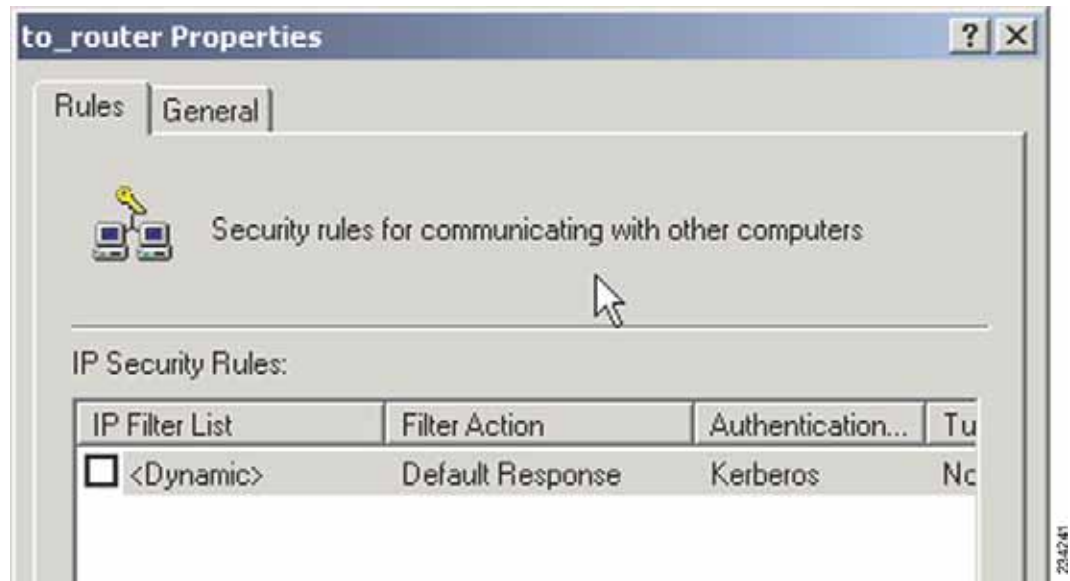 to_router Properties
Rules General
Security rules for communicating with other computers
IP Security Rules:
IP Filter List Filter Action Authentication... Tu
<Dynamic> Default Response Kerberos No
234241